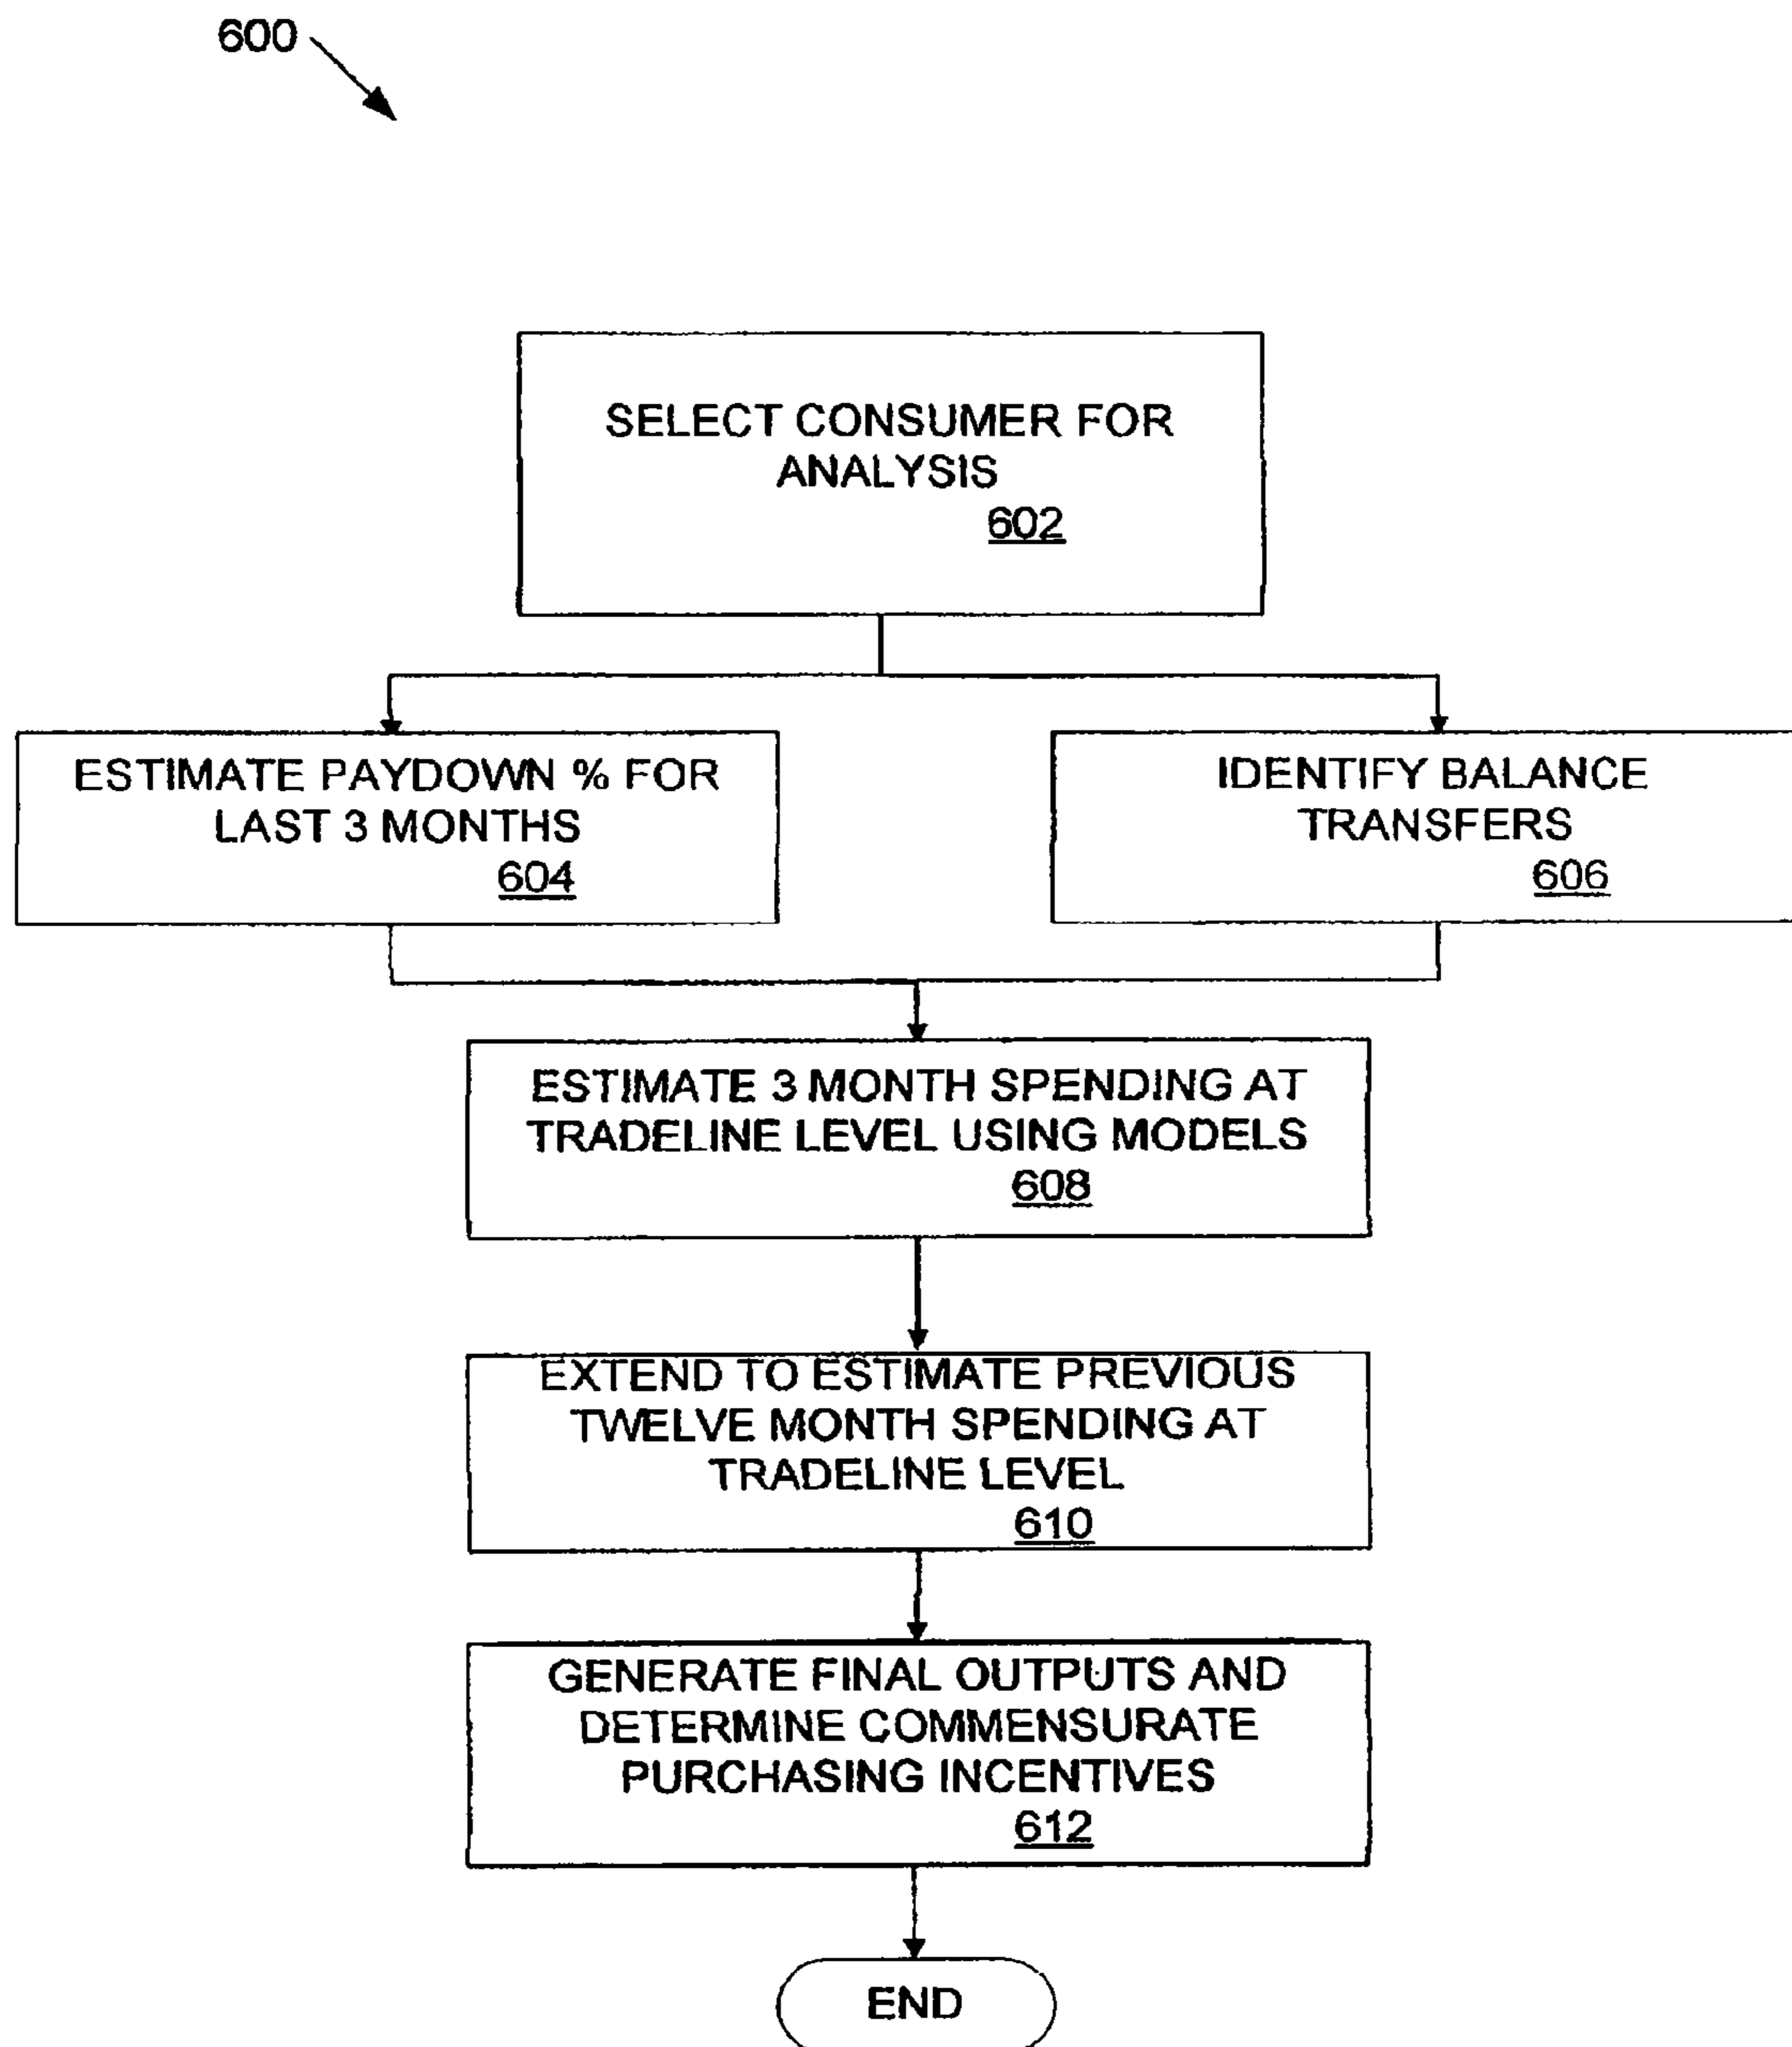 600
SELECT CONSUMER FOR
ANALYSIS
602
ESTIMATE PAYDOWN % FOR
LAST 3 MONTHS
604
IDENTIFY BALANCE
TRANSFERS
606
ESTIMATE 3 MONTH SPENDING AT
TRADELINE LEVEL USING MODELS
608
EXTEND TO ESTIMATE PREVIOUS
TWELVE MONTH SPENDING AT
TRADELINE LEVEL
610
GENERATE FINAL OUTPUTS AND
DETERMINE COMMENSURATE
PURCHASING INCENTIVES
612
END